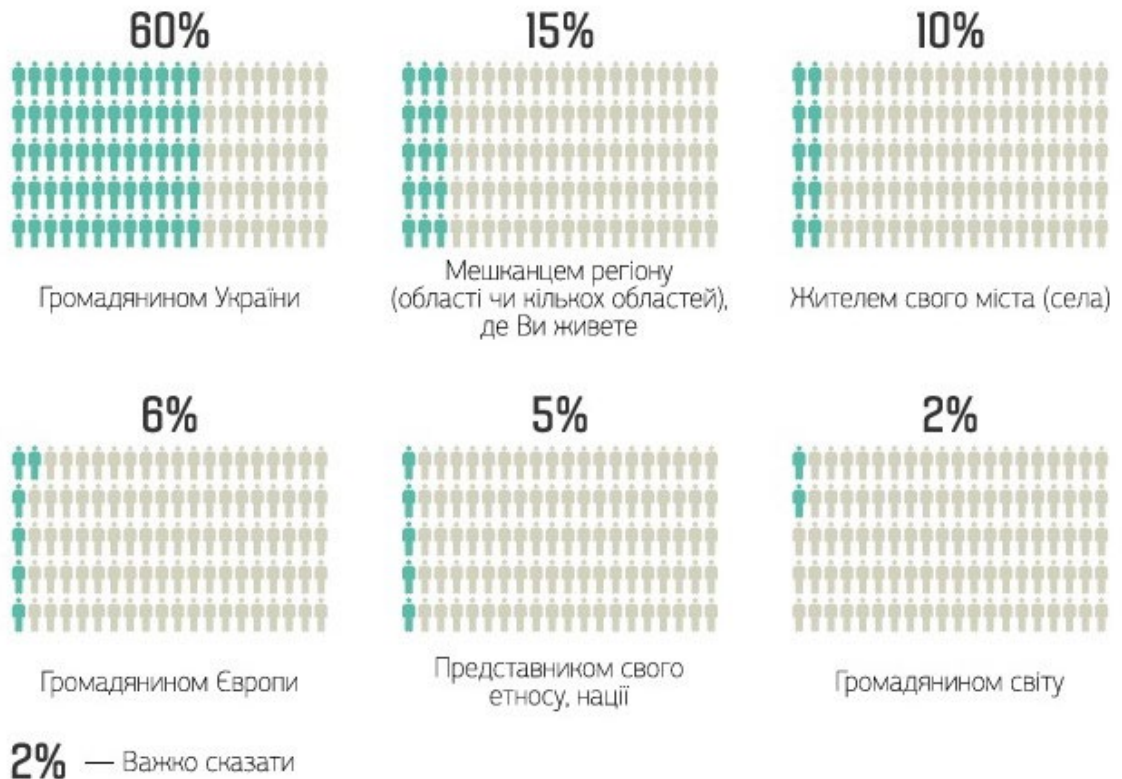 60%
15%
10%
Громадянином України
Мешканцем регіону
(області чи кількох областей),
де Ви живете
Жителем свого міста (села)
6%
5%
2%
Громадянином Європи
Представником свого
етносу, нації
Громадянином світу
2% — Важко сказати